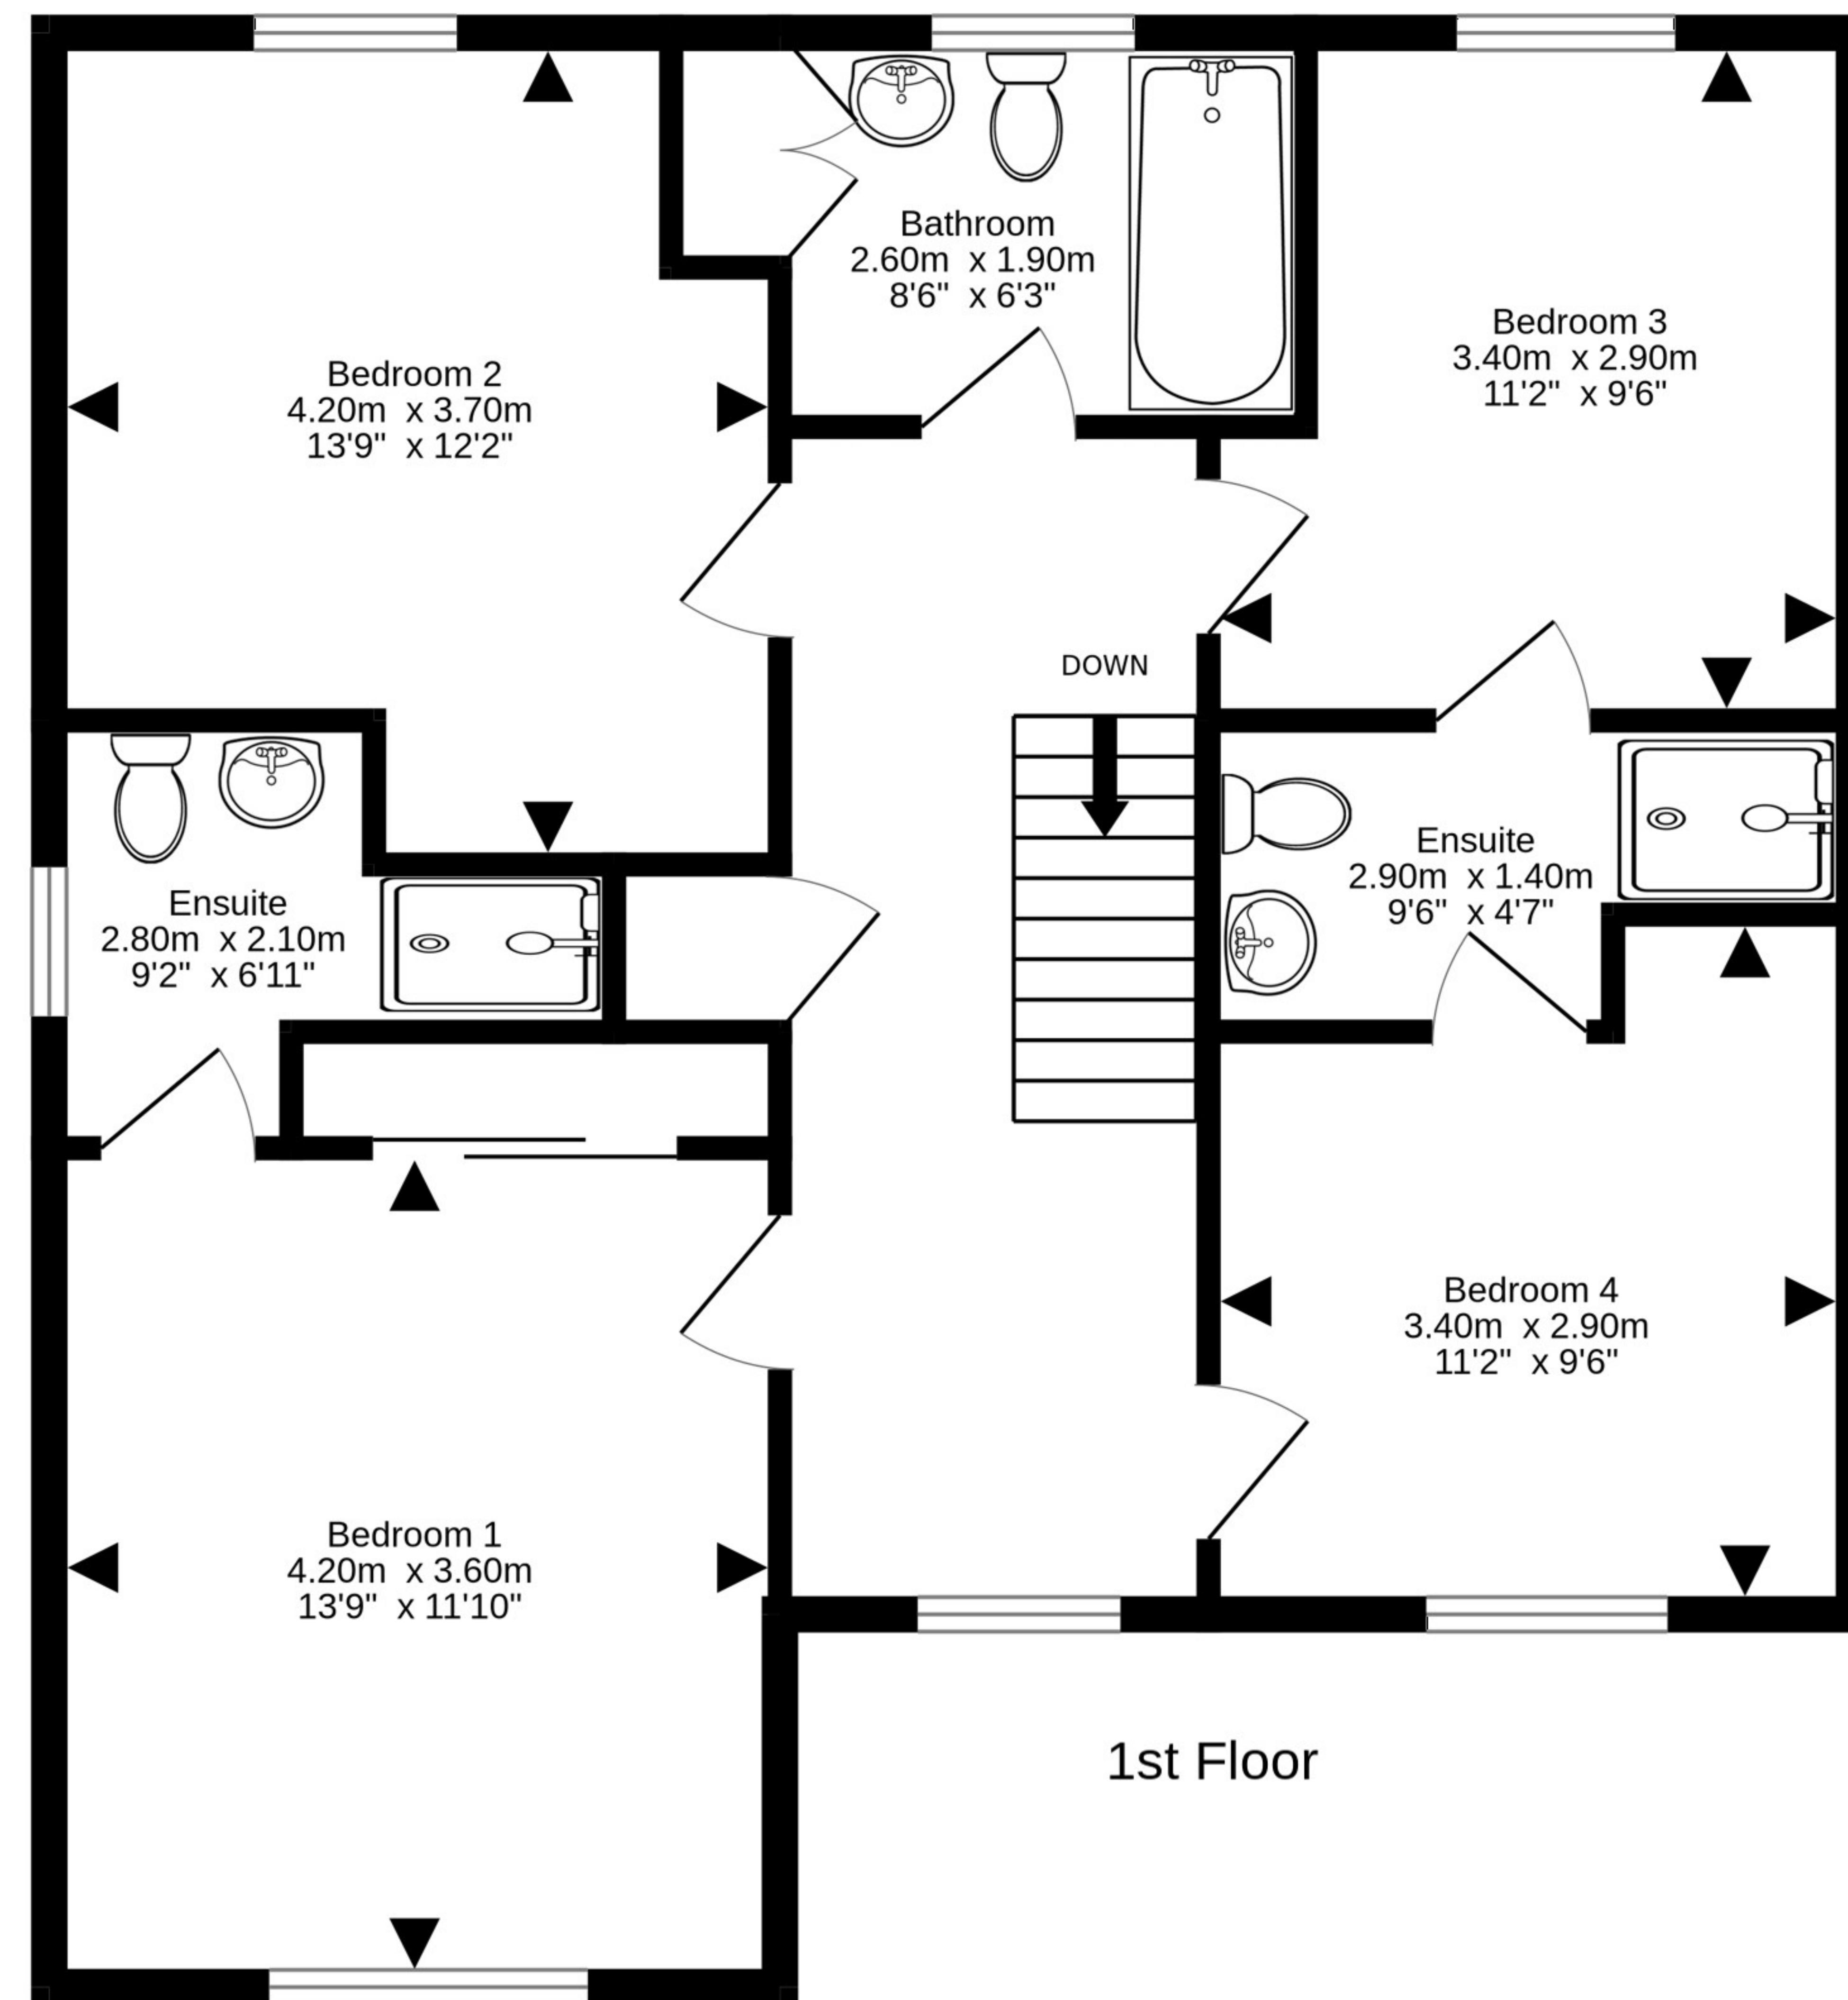 Bathroom
2.60m x 1.90m
8'6" x 6'3"
Bedroom 3
3.40m x 2.90m
11'2" x 9'6"
Bedroom 2
4.20m x 3.70m
13'9" x 12'2"
DOWN
Ensuite
2.90m x 1.40m
9'6" x 4'7"
Ensuite
2.80m x 2.10m
9'2" x 6'11"
Bedroom 4
3.40m x 2.90m
11'2" x 9'6"
Bedroom 1
4.20m x 3.60m
13'9" x 11'10"
1st Floor